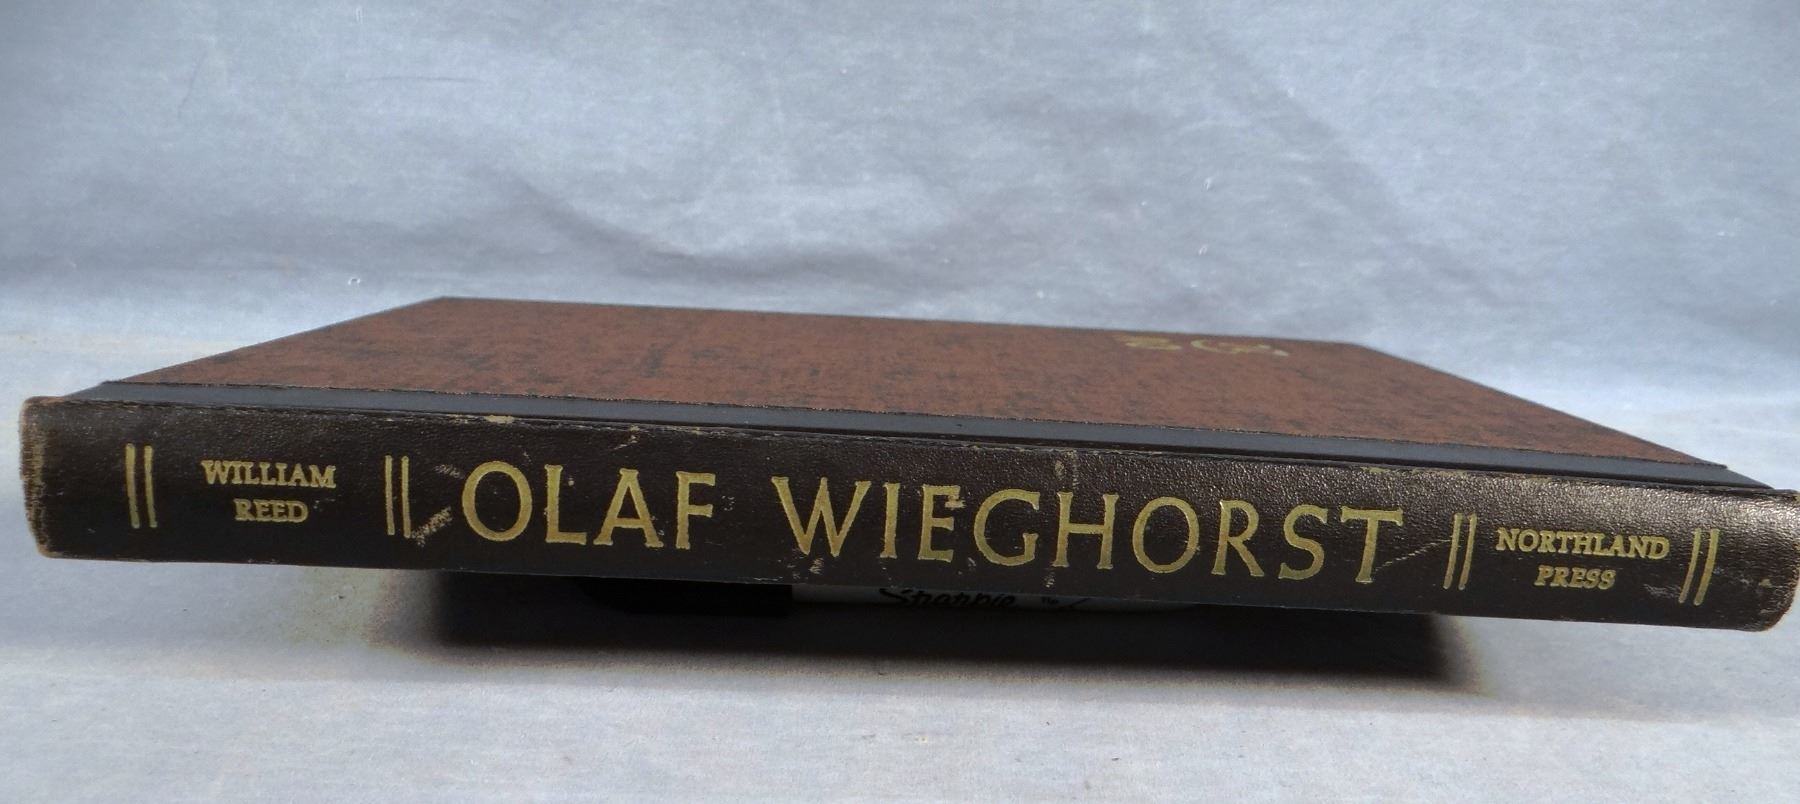 WILLIAM
REED
OLAF WIEGHORST
NORTHLAND
PRESS
Sharpie